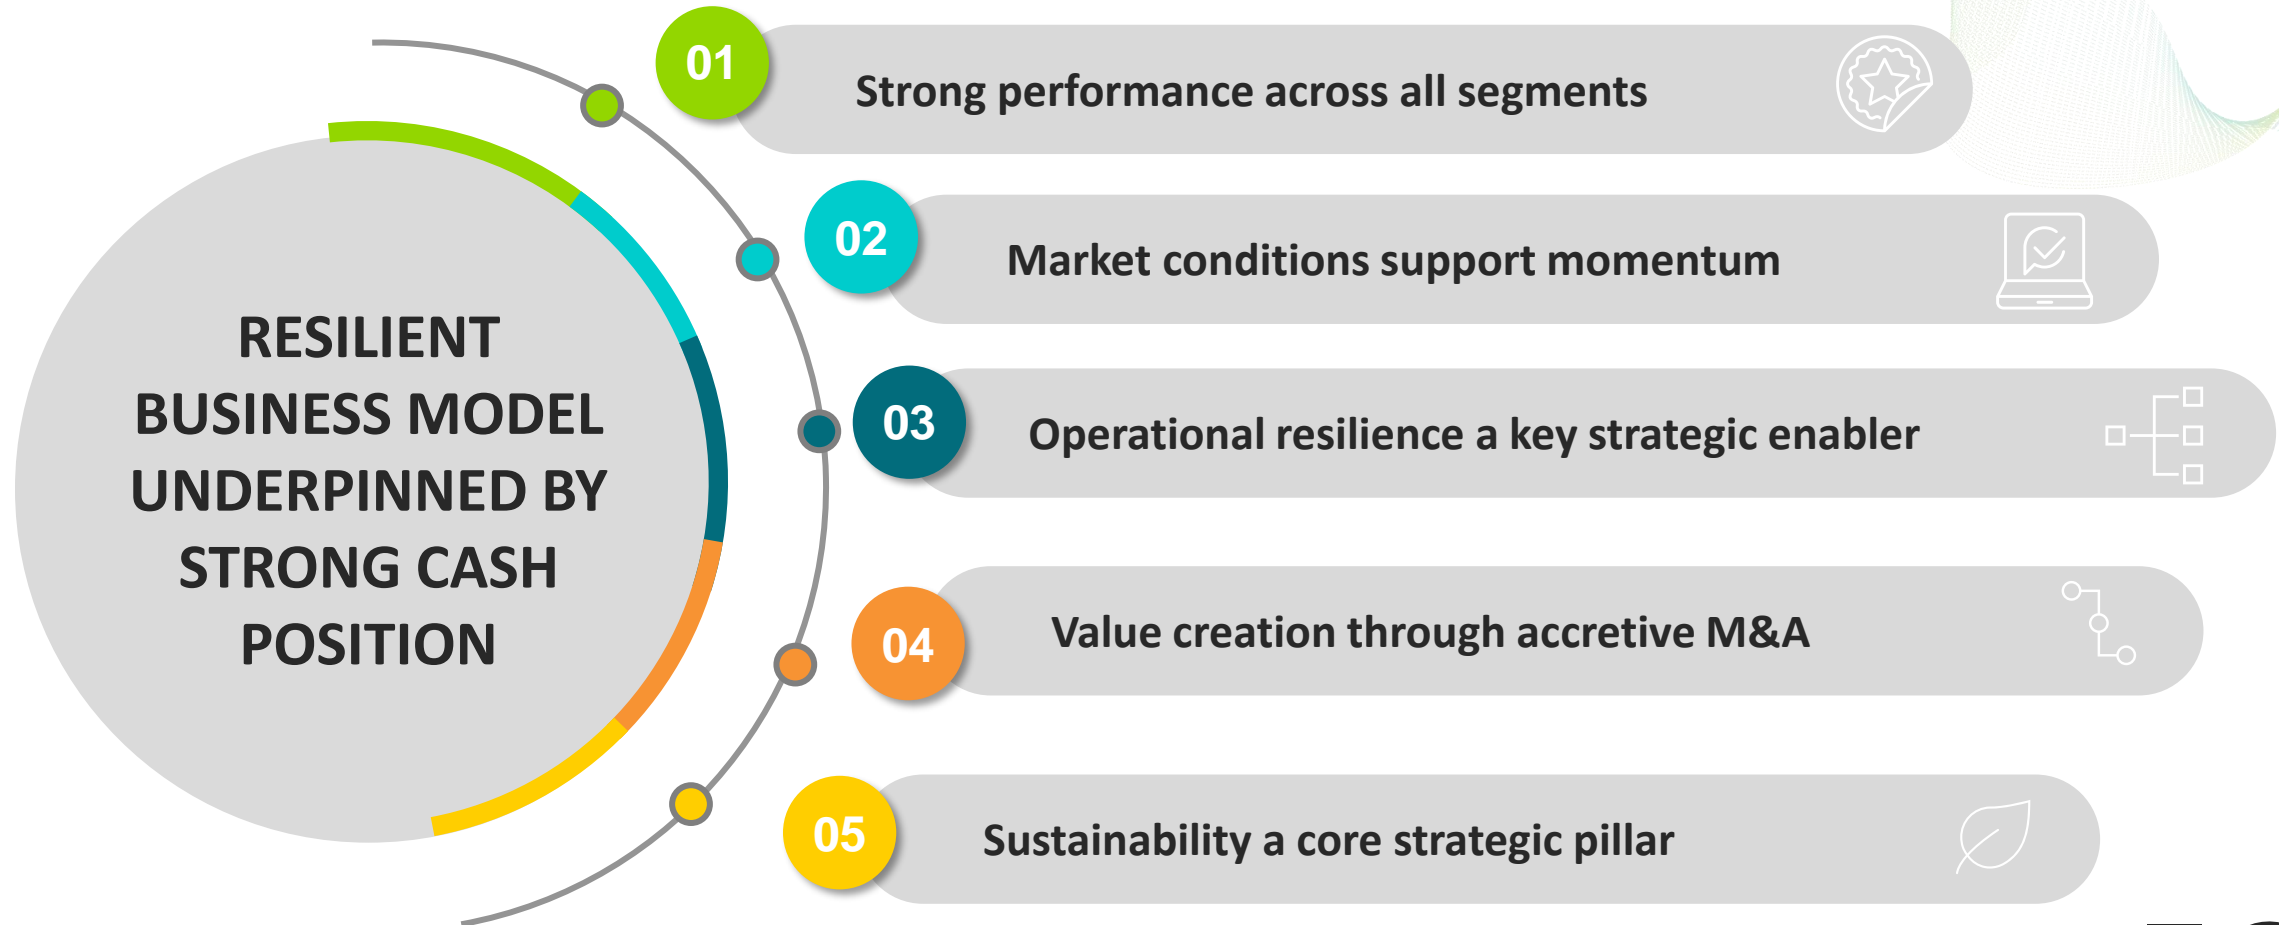 RESILIENT
BUSINESS MODEL
UNDERPINNED BY
STRONG CASH
POSITION
01
Strong performance across all segments
02
Market conditions support momentum
03
Operational resilience a key strategic enabler
04
Value creation through accretive M&A
05
Sustainability a core strategic pillar